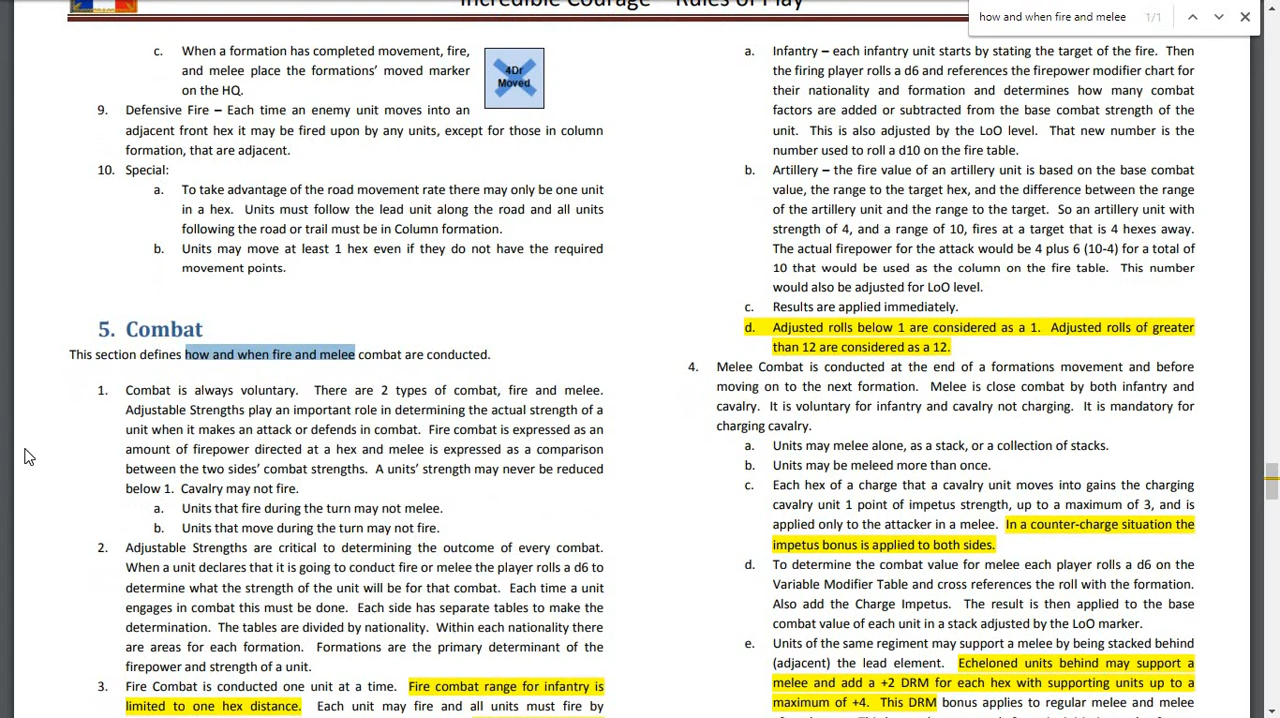 Incredible Courage – Rules of Play
how and when fire and melee 1/1
c. When a formation has completed movement, fire,
and melee place the formations' moved marker
on the HQ.
4Dr
Moved
9. Defensive Fire – Each time an enemy unit moves into an
adjacent front hex it may be fired upon by any units, except for those in column
formation, that are adjacent.
10. Special:
a. To take advantage of the road movement rate there may only be one unit
in a hex. Units must follow the lead unit along the road and all units
following the road or trail must be in Column formation.
b. Units may move at least 1 hex even if they do not have the required
movement points.
5. Combat
This section defines how and when fire and melee combat are conducted.
1. Combat is always voluntary. There are 2 types of combat, fire and melee.
Adjustable Strengths play an important role in determining the actual strength of a
unit when it makes an attack or defends in combat. Fire combat is expressed as an
amount of firepower directed at a hex and melee is expressed as a comparison
between the two sides' combat strengths. A units' strength may never be reduced
below 1. Cavalry may not fire.
a. Units that fire during the turn may not melee.
b. Units that move during the turn may not fire.
2. Adjustable Strengths are critical to determining the outcome of every combat.
When a unit declares that it is going to conduct fire or melee the player rolls a d6 to
determine what the strength of the unit will be for that combat. Each time a unit
engages in combat this must be done. Each side has separate tables to make the
determination. The tables are divided by nationality. Within each nationality there
are areas for each formation. Formations are the primary determinant of the
firepower and strength of a unit.
3. Fire Combat is conducted one unit at a time. Fire combat range for infantry is
limited to one hex distance. Each unit may fire and all units must fire by
a. Infantry – each infantry unit starts by stating the target of the fire. Then
the firing player rolls a d6 and references the firepower modifier chart for
their nationality and formation and determines how many combat
factors are added or subtracted from the base combat strength of the
unit. This is also adjusted by the LoO level. That new number is the
number used to roll a d10 on the fire table.
b. Artillery – the fire value of an artillery unit is based on the base combat
value, the range to the target hex, and the difference between the range
of the artillery unit and the range to the target. So an artillery unit with
strength of 4, and a range of 10, fires at a target that is 4 hexes away.
The actual firepower for the attack would be 4 plus 6 (10-4) for a total of
10 that would be used as the column on the fire table. This number
would also be adjusted for LoO level.
c. Results are applied immediately.
d. Adjusted rolls below 1 are considered as a 1. Adjusted rolls of greater
than 12 are considered as a 12.
4. Melee Combat is conducted at the end of a formations movement and before
moving on to the next formation. Melee is close combat by both infantry and
cavalry. It is voluntary for infantry and cavalry not charging. It is mandatory for
charging cavalry.
a. Units may melee alone, as a stack, or a collection of stacks.
b. Units may be meleed more than once.
c. Each hex of a charge that a cavalry unit moves into gains the charging
cavalry unit 1 point of impetus strength, up to a maximum of 3, and is
applied only to the attacker in a melee. In a counter-charge situation the
impetus bonus is applied to both sides.
d. To determine the combat value for melee each player rolls a d6 on the
Variable Modifier Table and cross references the roll with the formation.
Also add the Charge Impetus. The result is then applied to the base
combat value of each unit in a stack adjusted by the LoO marker.
e. Units of the same regiment may support a melee by being stacked behind
(adjacent) the lead element. Echeloned units behind may support a
melee and add a +2 DRM for each hex with supporting units up to a
maximum of +4. This DRM bonus applies to regular melee and melee